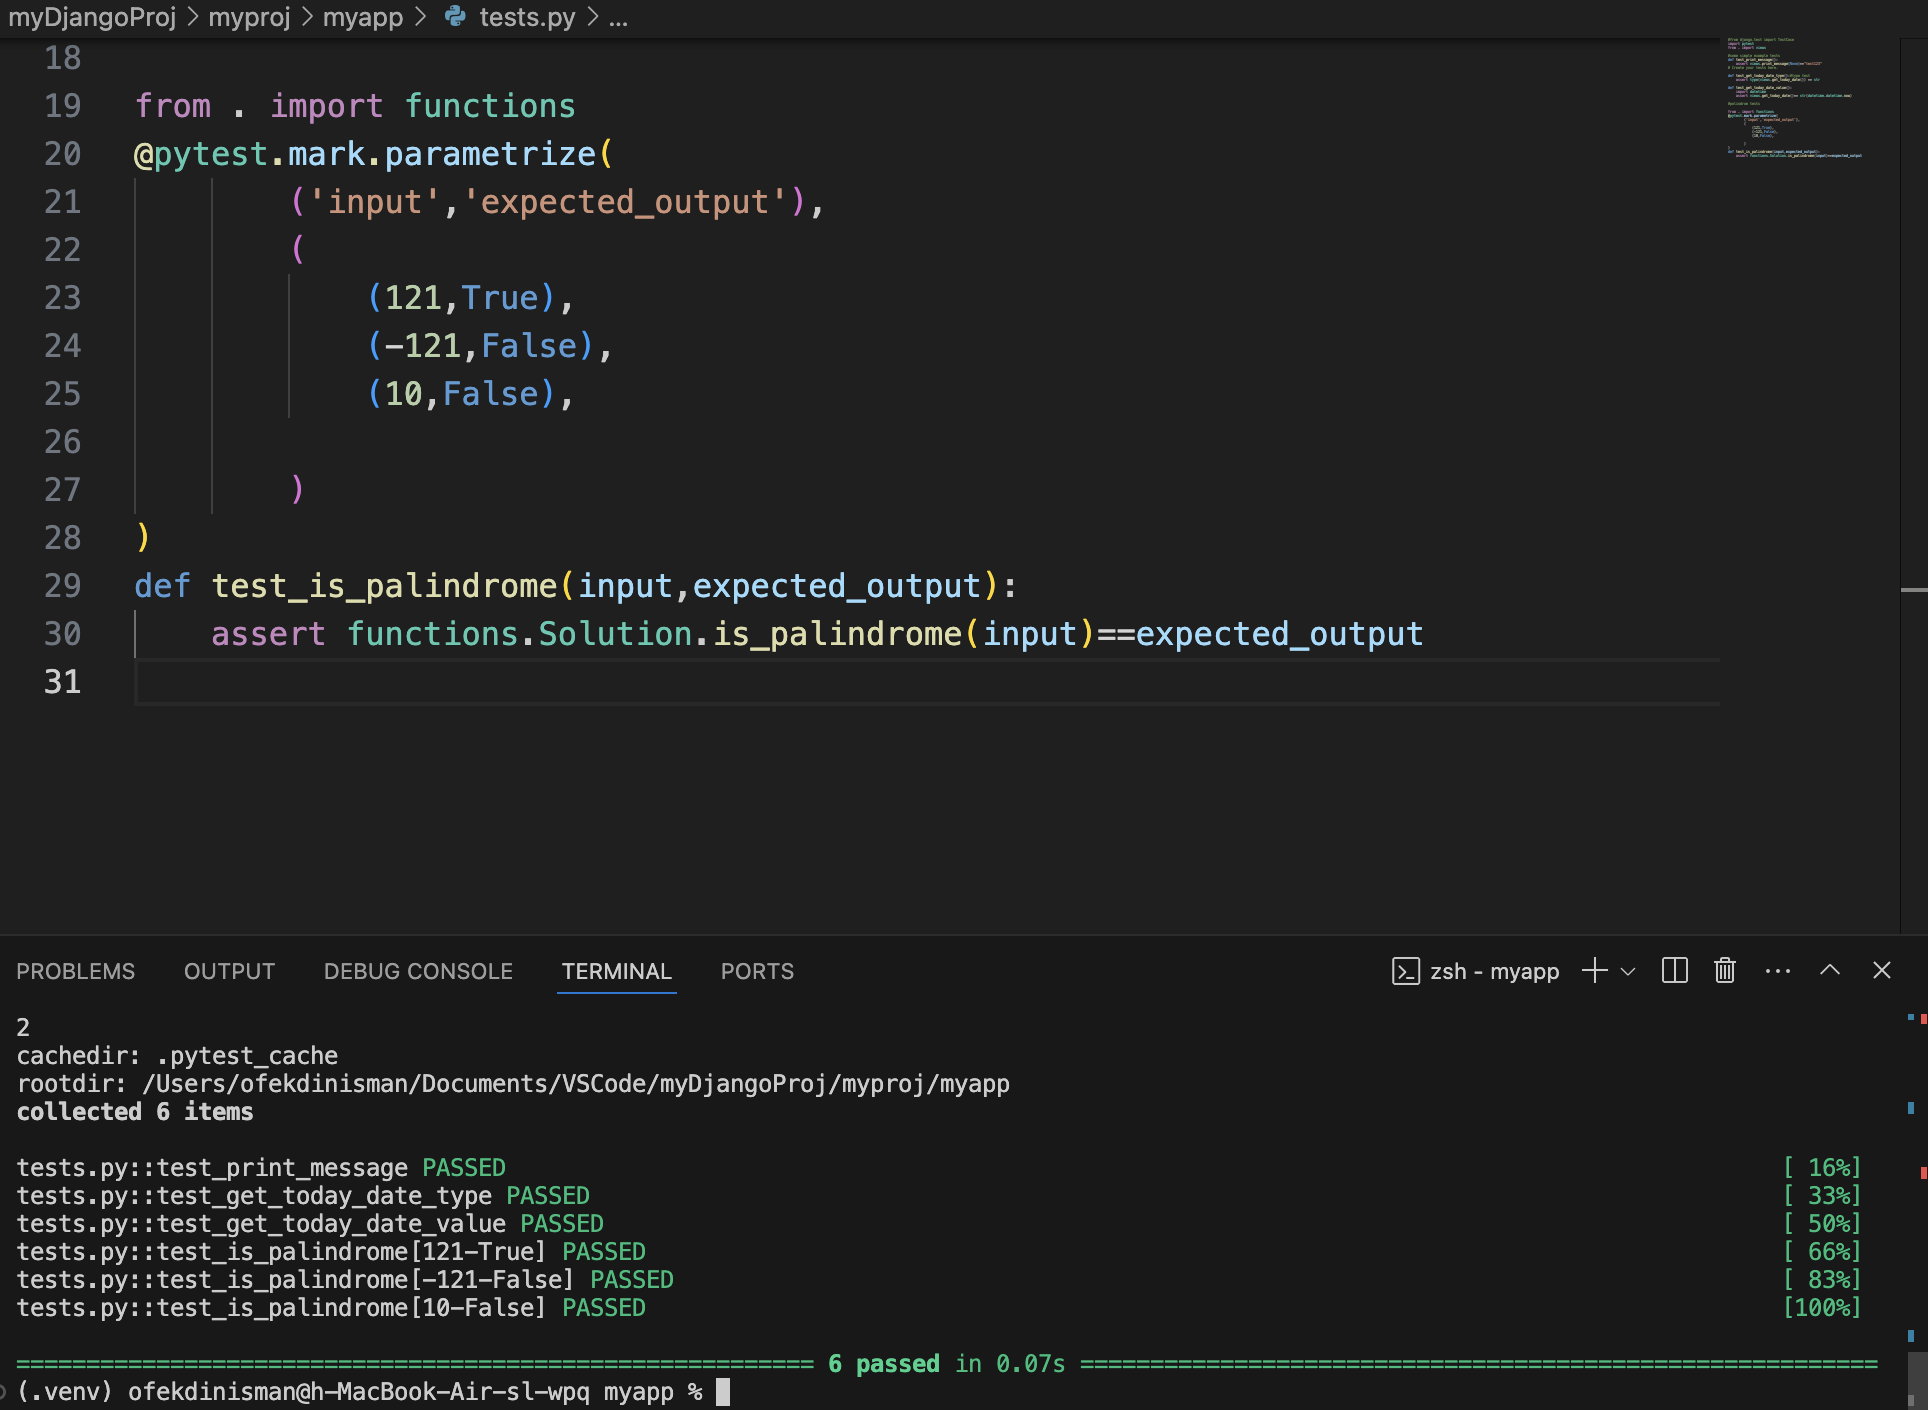 myDjangoProj > myproj > myapp > tests.py > ...
18
19 from . import functions
20 @pytest.mark.parametrize(
21 ('input','expected_output'),
22 (
23 (121,True),
24 (-121,False),
25 (10,False),
26
27 )
28 )
29 def test_is_palindrome(input,expected_output):
30 assert functions.Solution.is_palindrome(input)==expected_output
31
PROBLEMS OUTPUT DEBUG CONSOLE TERMINAL PORTS zsh - myapp
2
cachedir: .pytest_cache
rootdir: /Users/ofekdinisman/Documents/VSCode/myDjangoProj/myproj/myapp
collected 6 items
tests.py::test_print_message PASSED [ 16%]
tests.py::test_get_today_date_type PASSED [ 33%]
tests.py::test_get_today_date_value PASSED [ 50%]
tests.py::test_is_palindrome[121-True] PASSED [ 66%]
tests.py::test_is_palindrome[-121-False] PASSED [ 83%]
tests.py::test_is_palindrome[10-False] PASSED [100%]
========================================================= 6 passed in 0.07s =========================================================
(.venv) ofekdinisman@h-MacBook-Air-sl-wpq myapp %